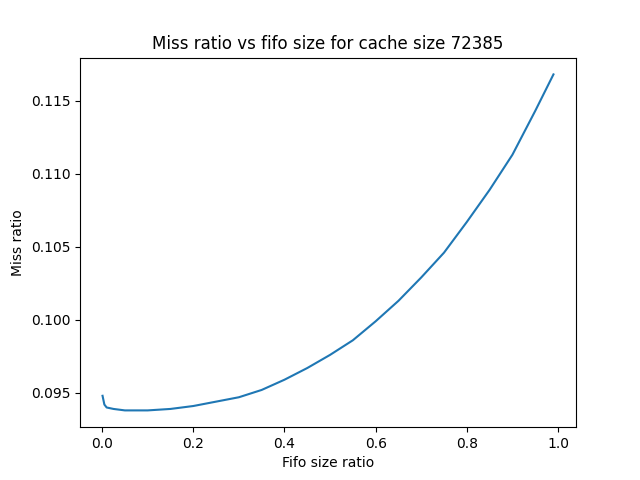 Miss ratio vs fifo size for cache size 72385
0.115
0.110
0.105
0.100
0.095
Miss ratio
0.0 0.2 0.4 0.6 0.8 1.0
Fifo size ratio